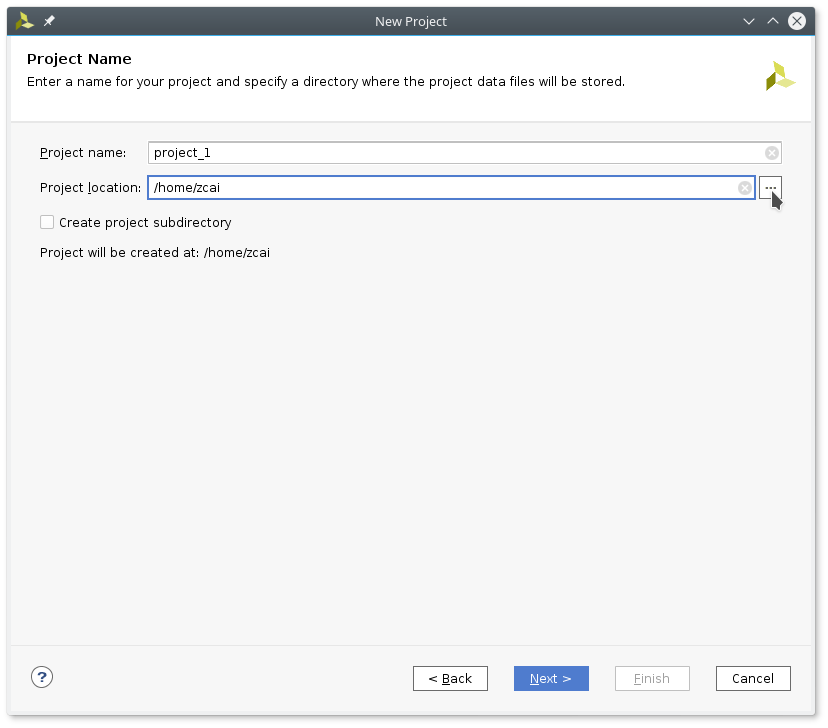 New Project
Project Name
Enter a name for your project and specify a directory where the project data files will be stored.
Project name: project_1
Project location: /home/zcai ...
Create project subdirectory
Project will be created at: /home/zcai
? < Back Next > Finish Cancel